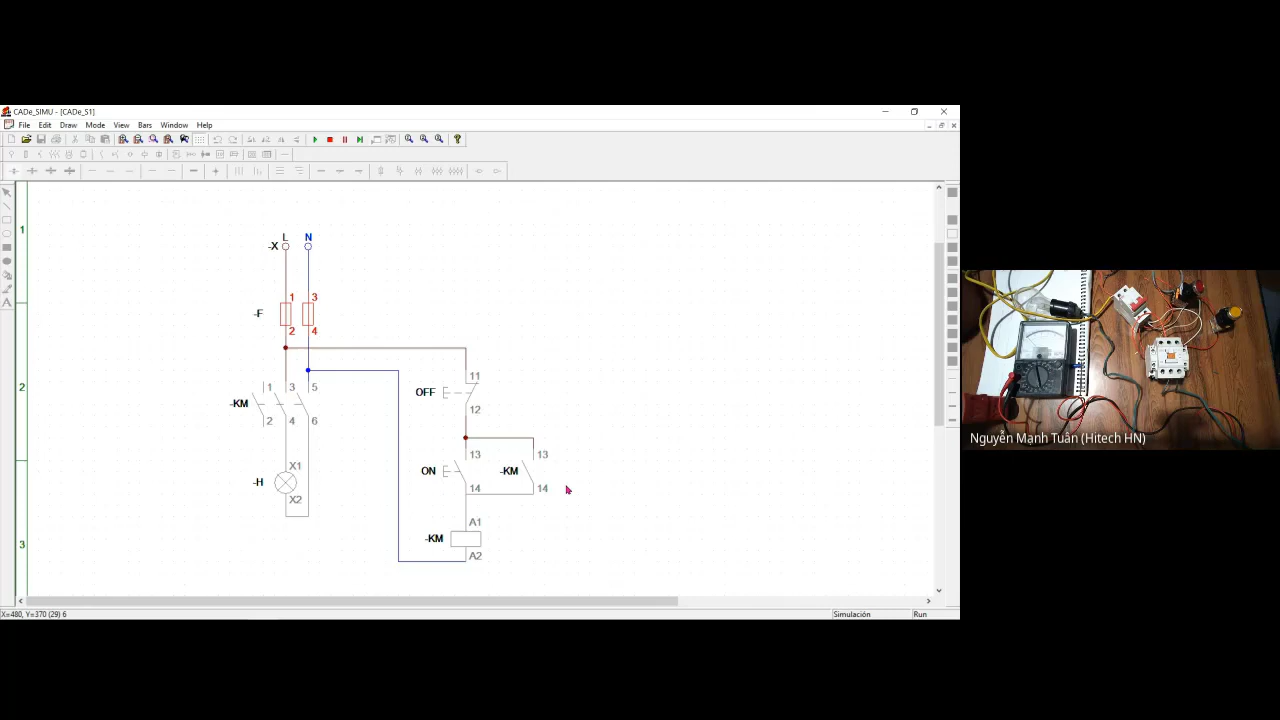 CADe_SIMU - [CADe_S1]
File Edit Draw Mode View Bars Window Help
1
L N
-X
1 3
-F
2 4
2
1 3 5
-KM
2 4 6
11
OFF
12
X1
-H
X2
13 13
ON -KM
14 14
A1
-KM
A2
3
X=480, Y=370 (29) 6 Simulación Run
Nguyễn Mạnh Tuân (Hitech HN)